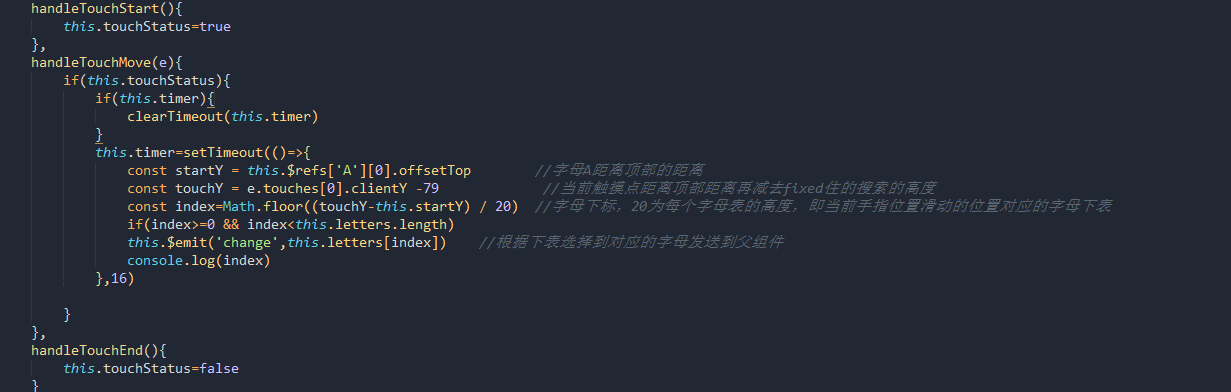 handleTouchStart(){
this.touchStatus=true
},
handleTouchMove(e){
if(this.touchStatus){
if(this.timer){
clearTimeout(this.timer)
}
this.timer=setTimeout(()=>{
const startY = this.$refs['A'][0].offsetTop //字母A距离顶部的距离
const touchY = e.touches[0].clientY -79 //当前触摸点距离顶部距离再减去fixed住的搜索的高度
const index=Math.floor((touchY-this.startY) / 20) //字母下标，20为每个字母表的高度，即当前手指位置滑动的位置对应的字母下表
if(index>=0 && index<this.letters.length)
this.$emit('change',this.letters[index]) //根据下表选择到对应的字母发送到父组件
console.log(index)
},16)
}
},
handleTouchEnd(){
this.touchStatus=false
}